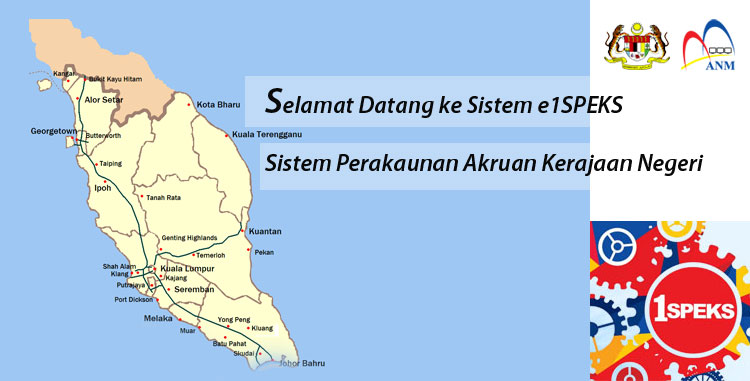 ANM
Selamat Datang ke Sistem e1SPEKS
Sistem Perakaunan Akruan Kerajaan Negeri
1SPEKS
Kangar
Bukit Kayu Hitam
Alor Setar
Kota Bharu
Georgetown
Butterworth
Kuala Terengganu
Taiping
Ipoh
Tanah Rata
Kuantan
Genting Highlands
Temerloh
Pekan
Shah Alam
Kuala Lumpur
Klang
Kajang
Putrajaya
Seremban
Port Dickson
Melaka
Yong Peng
Muar
Kluang
Batu Pahat
Skudai
Johor Bahru